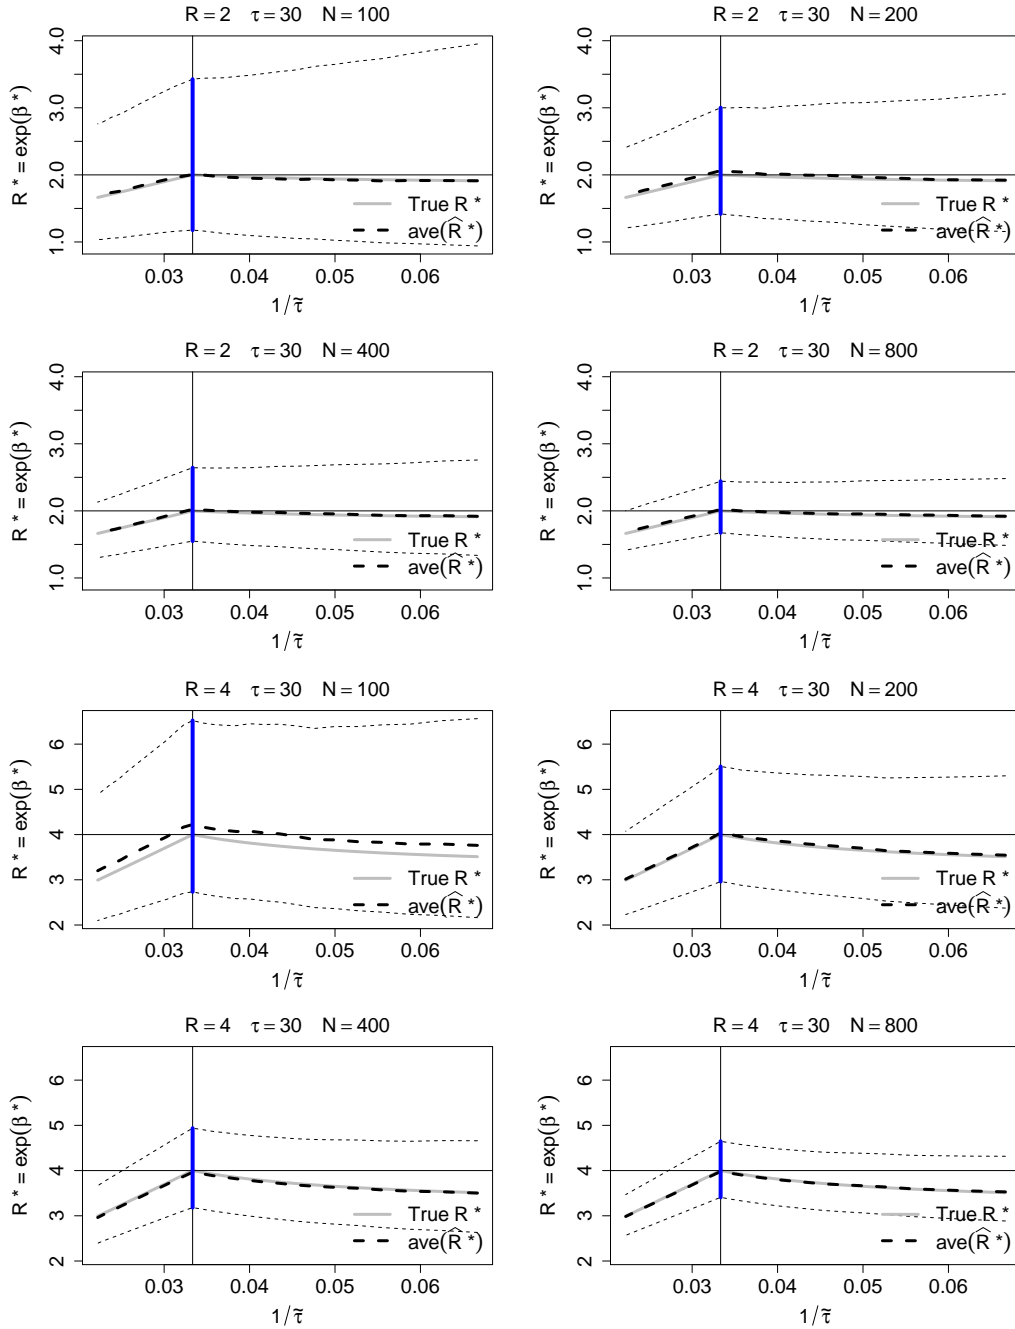 R = 2 τ = 30 N = 100
R = 2 τ = 30 N = 200
R * = exp(β*)
4.0
3.0
2.0
1.0
True R *
ave(R̂ *)
0.03 0.04 0.05 0.06
1/τ̃
R * = exp(β*)
4.0
3.0
2.0
1.0
True R *
ave(R̂ *)
0.03 0.04 0.05 0.06
1/τ̃
R = 2 τ = 30 N = 400
R = 2 τ = 30 N = 800
R * = exp(β*)
4.0
3.0
2.0
1.0
True R *
ave(R̂ *)
0.03 0.04 0.05 0.06
1/τ̃
R * = exp(β*)
4.0
3.0
2.0
1.0
True R *
ave(R̂ *)
0.03 0.04 0.05 0.06
1/τ̃
R = 4 τ = 30 N = 100
R = 4 τ = 30 N = 200
R * = exp(β*)
6
5
4
3
2
True R *
ave(R̂ *)
0.03 0.04 0.05 0.06
1/τ̃
R * = exp(β*)
6
5
4
3
2
True R *
ave(R̂ *)
0.03 0.04 0.05 0.06
1/τ̃
R = 4 τ = 30 N = 400
R = 4 τ = 30 N = 800
R * = exp(β*)
6
5
4
3
2
True R *
ave(R̂ *)
0.03 0.04 0.05 0.06
1/τ̃
R * = exp(β*)
6
5
4
3
2
True R *
ave(R̂ *)
0.03 0.04 0.05 0.06
1/τ̃